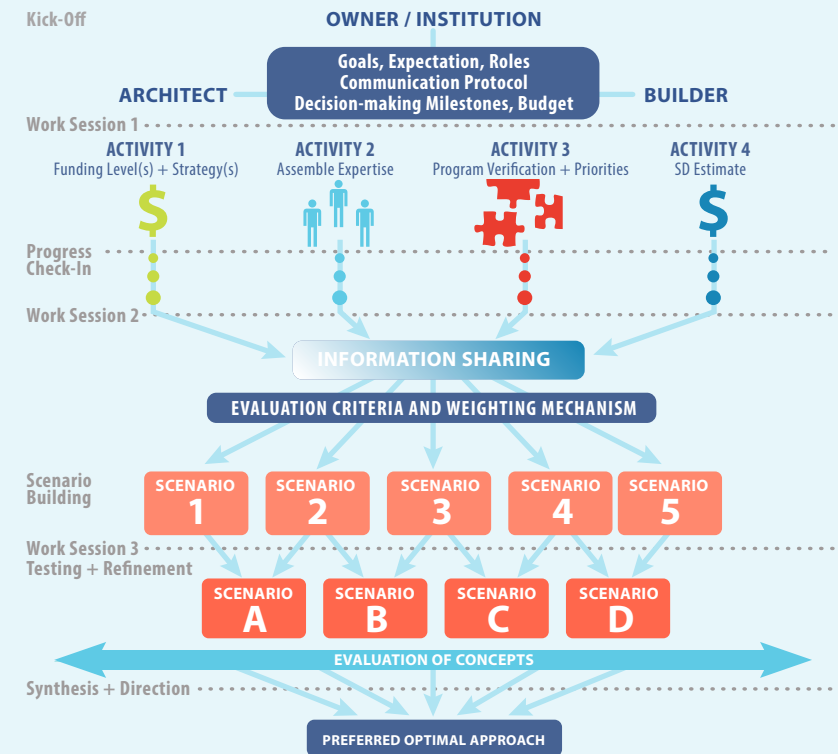 Kick-Off
OWNER / INSTITUTION
Goals, Expectation, Roles
Communication Protocol
Decision-making Milestones, Budget
ARCHITECT
BUILDER
Work Session 1
ACTIVITY 1
Funding Level(s) + Strategy(s)
ACTIVITY 2
Assemble Expertise
ACTIVITY 3
Program Verification + Priorities
ACTIVITY 4
SD Estimate
$
$
Progress
Check-In
Work Session 2
INFORMATION SHARING
EVALUATION CRITERIA AND WEIGHTING MECHANISM
Scenario
Building
SCENARIO
1
SCENARIO
2
SCENARIO
3
SCENARIO
4
SCENARIO
5
Work Session 3
Testing + Refinement
SCENARIO
A
SCENARIO
B
SCENARIO
C
SCENARIO
D
EVALUATION OF CONCEPTS
Synthesis + Direction
PREFERRED OPTIMAL APPROACH